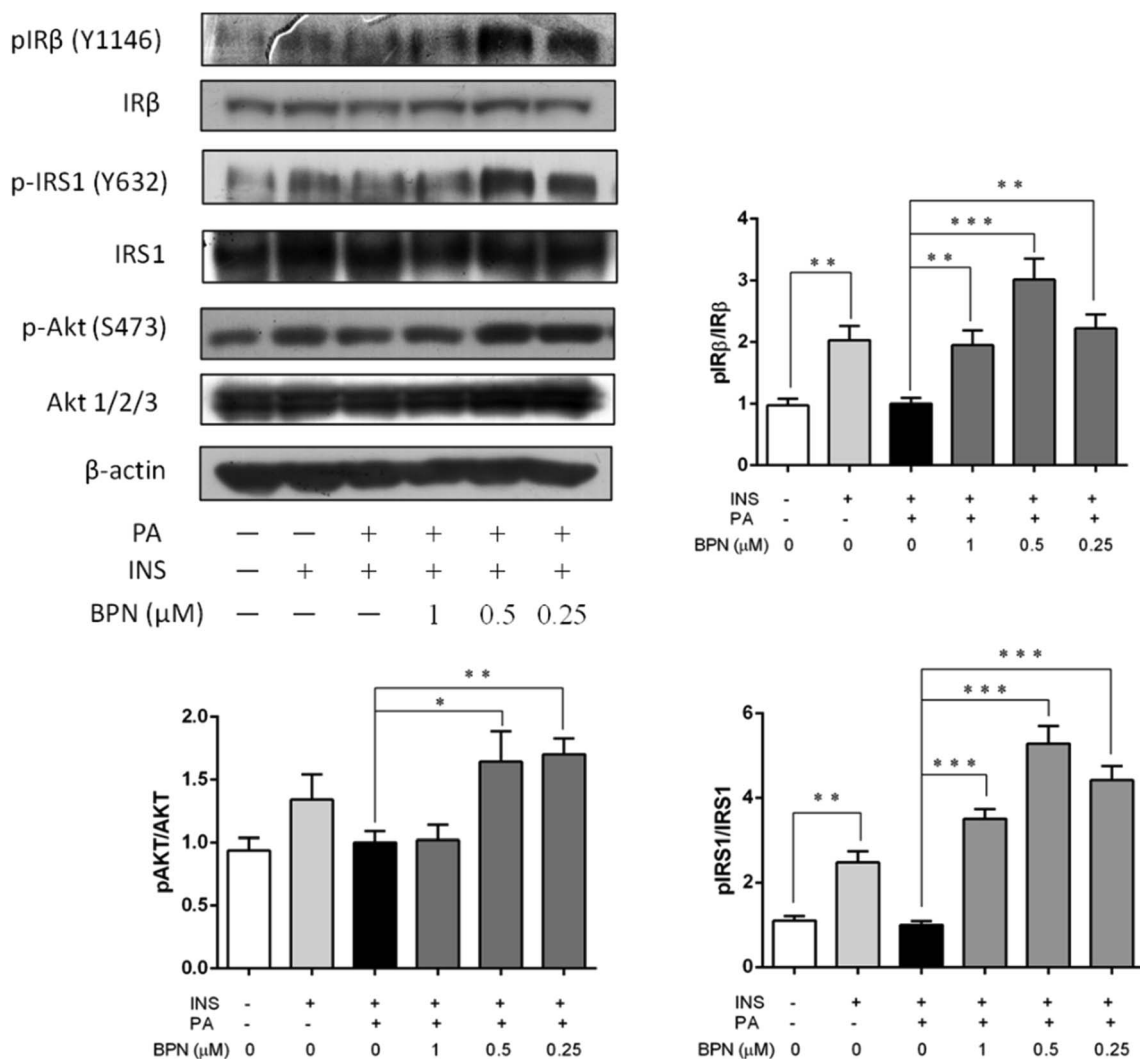 pIRβ (Y1146)
IRβ
p-IRS1 (Y632)
IRS1
p-Akt (S473)
Akt 1/2/3
β-actin
PA — — + + + +
INS — + + + + +
BPN (μM) — — — 1 0.5 0.25
pIRβ/IRβ
4
3
2
1
0
** ** *** **
INS - + + + + +
PA - - + + + +
BPN (μM) 0 0 0 1 0.5 0.25
pAKT/AKT
2.0
1.5
1.0
0.5
0.0
* **
INS - + + + + +
PA - - + + + +
BPN (μM) 0 0 0 1 0.5 0.25
pIRS1/IRS1
6
4
2
0
** *** *** ***
INS - + + + + +
PA - - + + + +
BPN (μM) 0 0 0 1 0.5 0.25